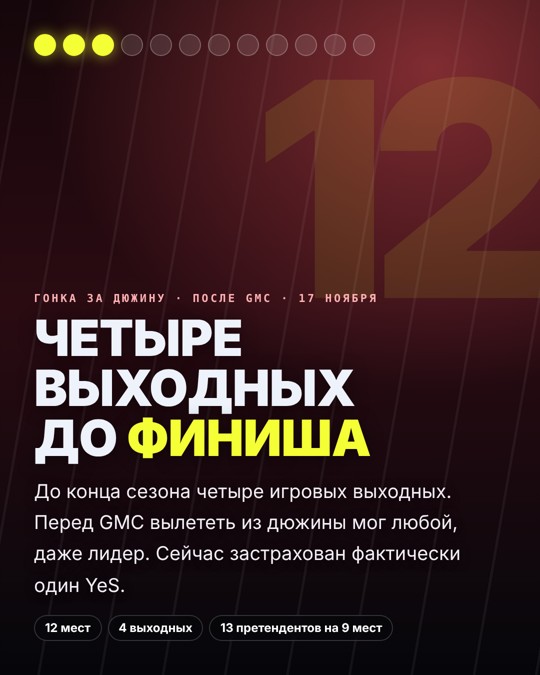 12
ГОНКА ЗА ДЮЖИНУ · ПОСЛЕ GMC · 17 НОЯБРЯ
ЧЕТЫРЕ
ВЫХОДНЫХ
ДО ФИНИША
До конца сезона четыре игровых выходных.
Перед GMC вылететь из дюжины мог любой,
даже лидер. Сейчас застрахован фактически
один YeS.
12 мест
4 выходных
13 претендентов на 9 мест